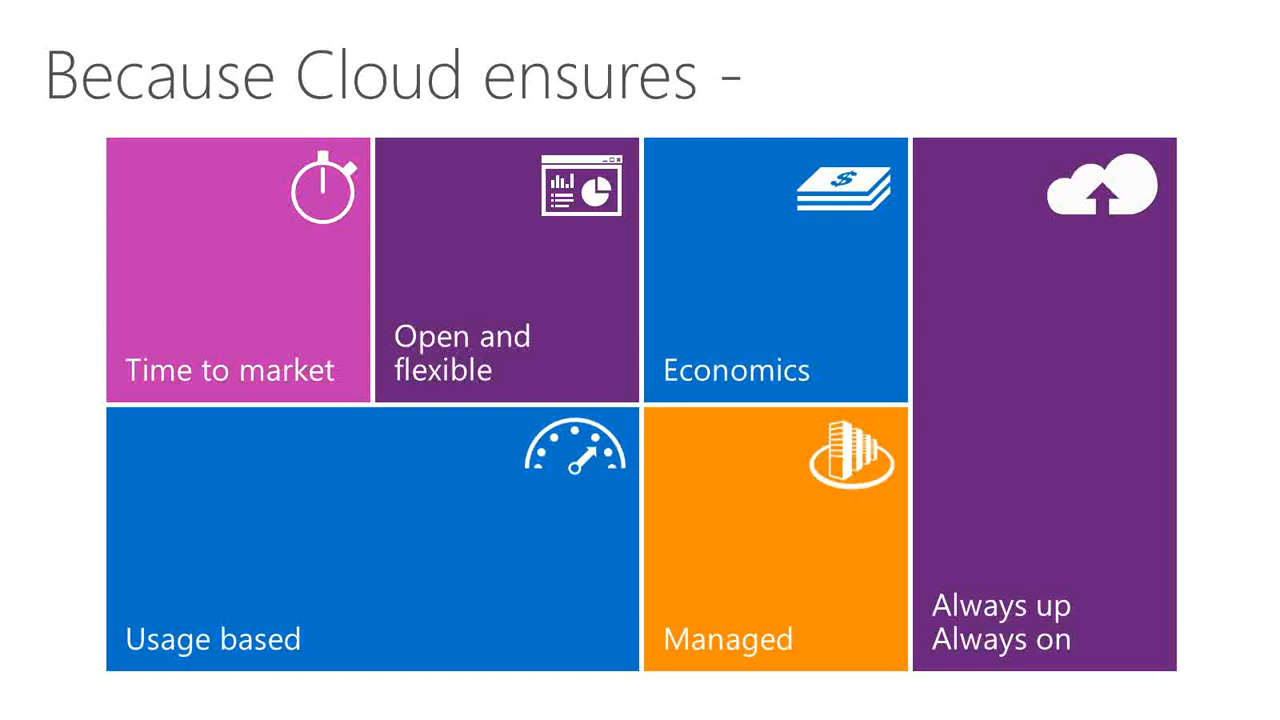 Because Cloud ensures -
Time to market
Open and
flexible
$
Economics
Always up
Always on
Usage based
Managed